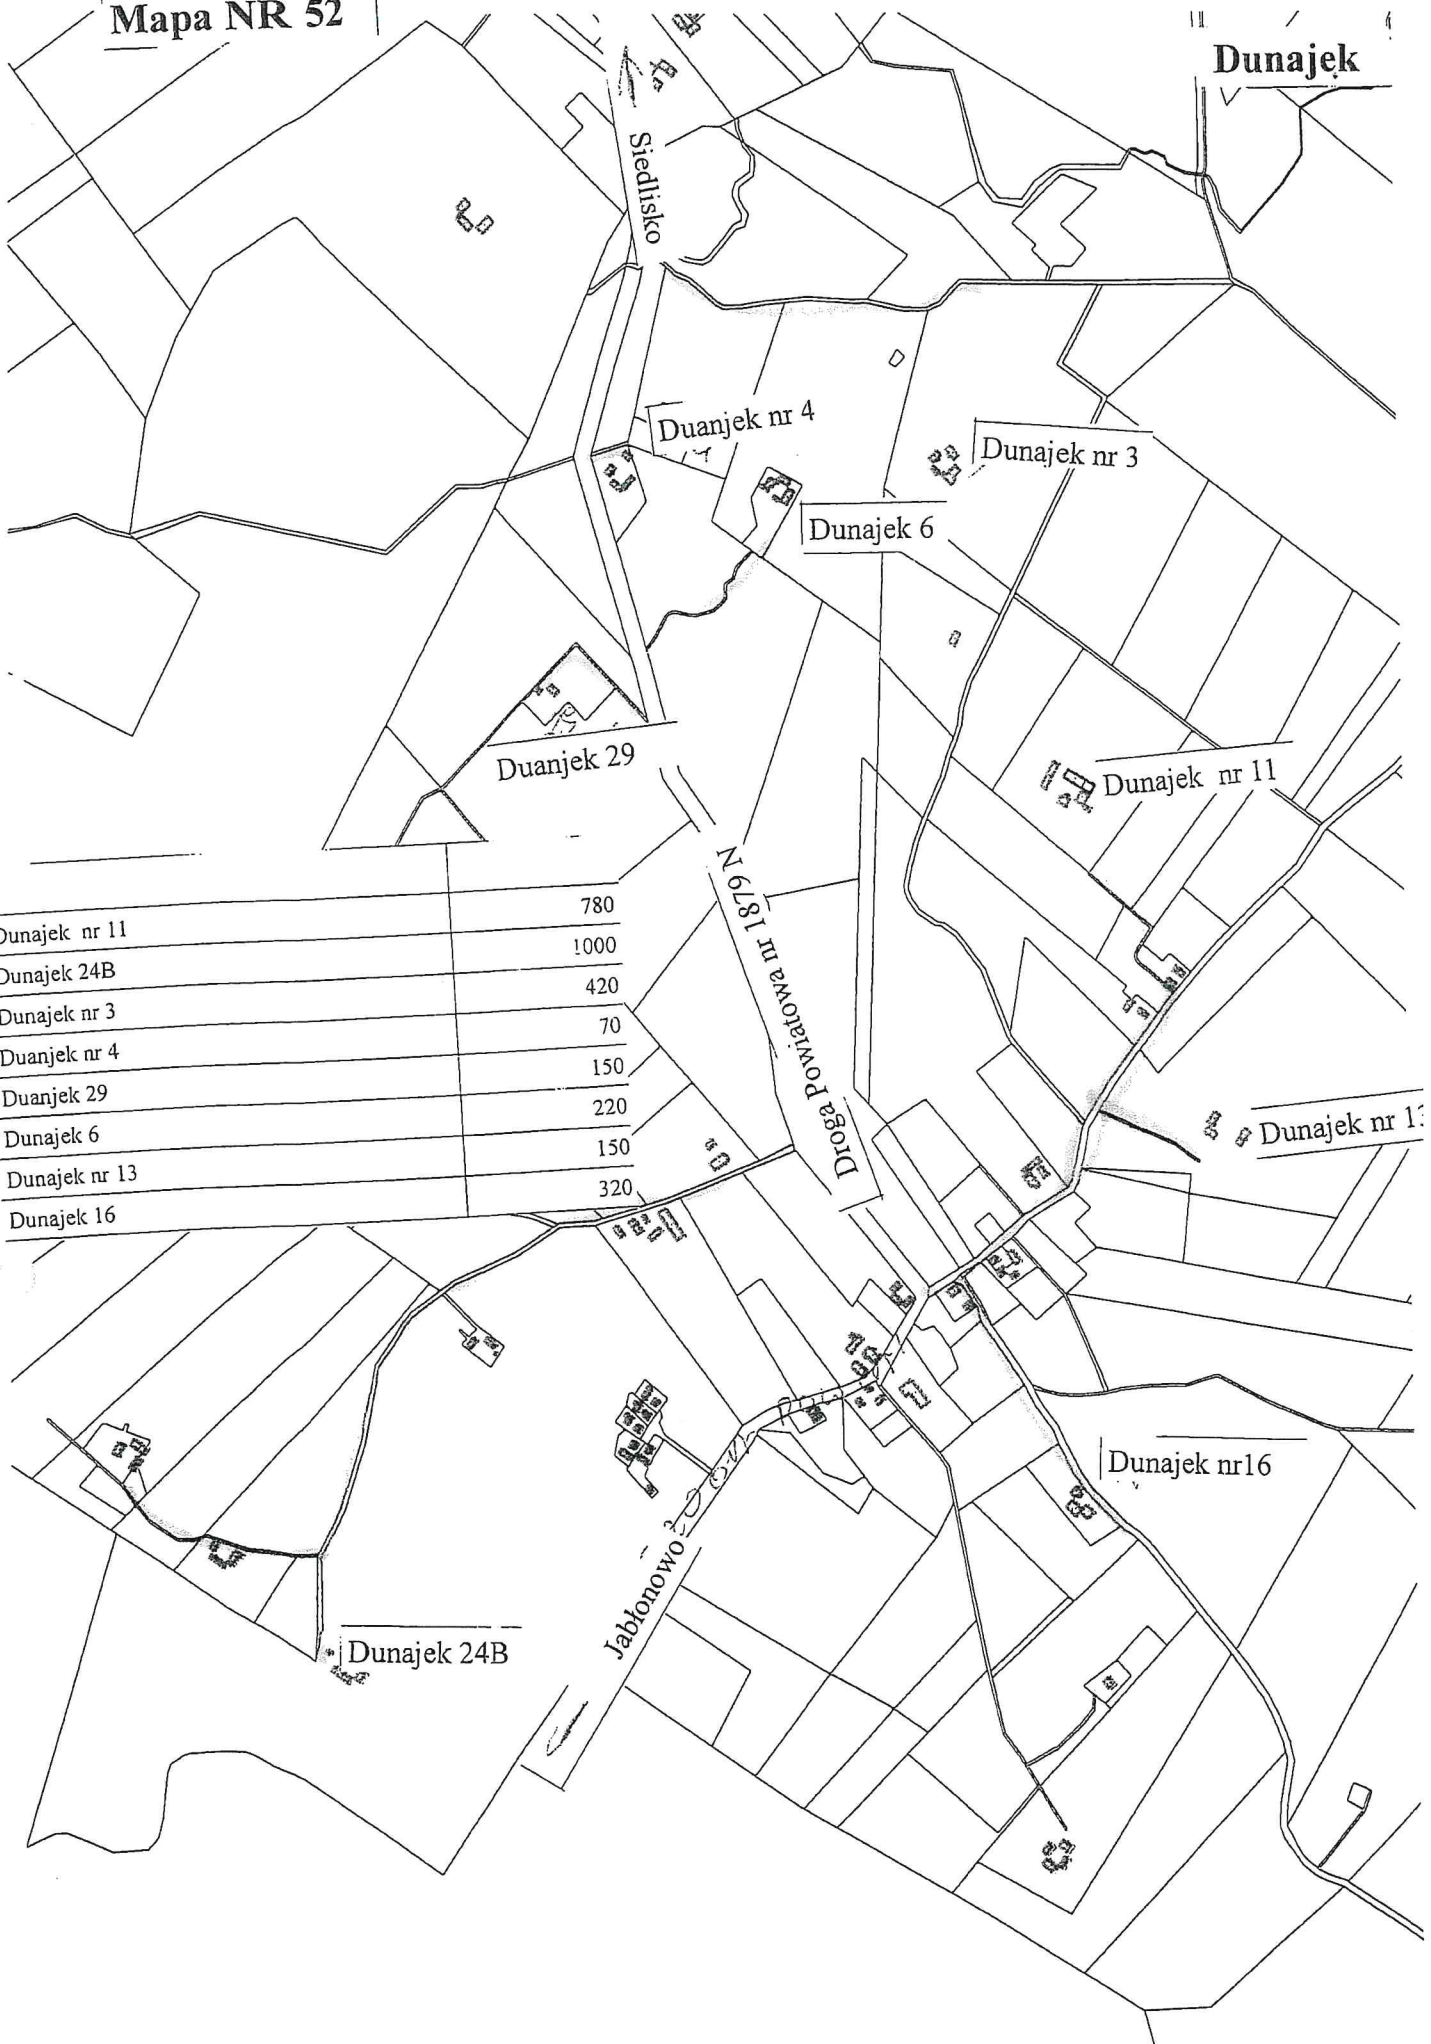 Mapa NR 52
Dunajek
Siedlisko
Duanjek nr 4
Dunajek nr 3
Dunajek 6
Duanjek 29
Dunajek nr 11
Droga Powiatowa nr 1879 N
Dunajek nr 11 780
Dunajek 24B 1000
Dunajek nr 3 420
Duanjek nr 4 70
Duanjek 29 150
Dunajek 6 220
Dunajek nr 13 150
Dunajek 16 320
Dunajek nr 13
Dunajek nr16
Jabłonowo
Dunajek 24B